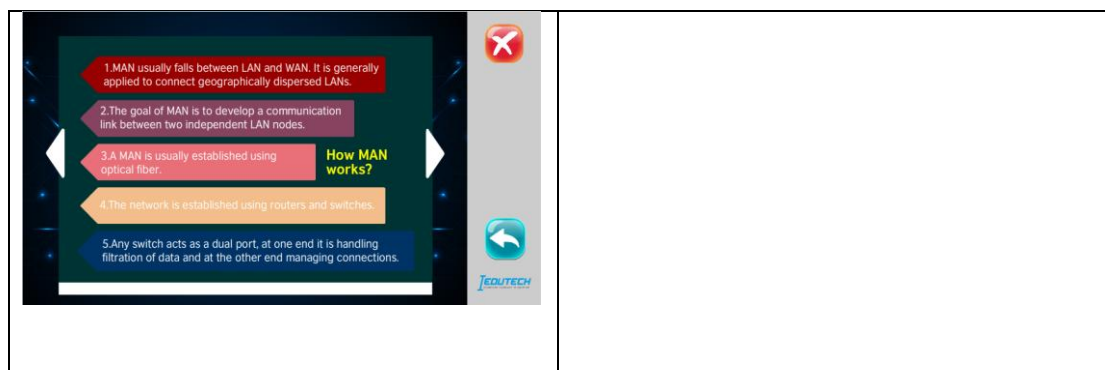 1.MAN usually falls between LAN and WAN. It is generally
applied to connect geographically dispersed LANs.
2.The goal of MAN is to develop a communication
link between two independent LAN nodes.
3.A MAN is usually established using
optical fiber.
How MAN
works?
4.The network is established using routers and switches.
5.Any switch acts as a dual port, at one end it is handling
filtration of data and at the other end managing connections.
IEDUTECH